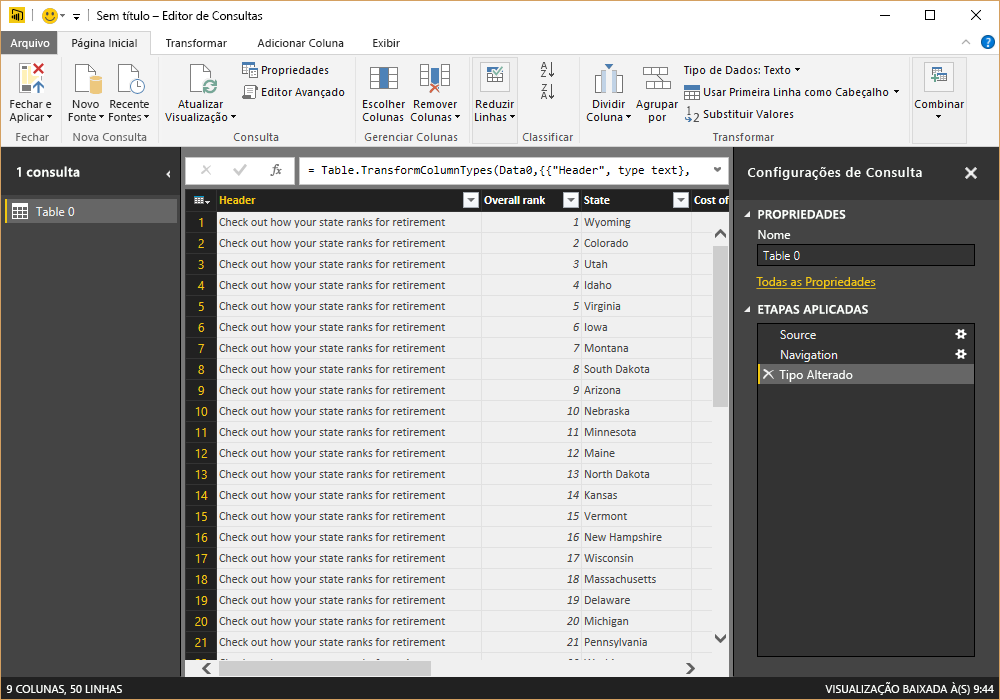 Sem título – Editor de Consultas
Arquivo Página Inicial Transformar Adicionar Coluna Exibir
Fechar e Aplicar
Fechar
Novo Fonte Recente Fontes
Nova Consulta
Atualizar Visualização
Propriedades
Editor Avançado
Consulta
Escolher Colunas Remover Colunas
Gerenciar Colunas
Reduzir Linhas
Classificar
Dividir Coluna Agrupar por
Tipo de Dados: Texto
Usar Primeira Linha como Cabeçalho
Substituir Valores
Transformar
Combinar
1 consulta
Table 0
fx = Table.TransformColumnTypes(Data0,{{"Header", type text},
Header Overall rank State Cost of
1 Check out how your state ranks for retirement 1 Wyoming
2 Check out how your state ranks for retirement 2 Colorado
3 Check out how your state ranks for retirement 3 Utah
4 Check out how your state ranks for retirement 4 Idaho
5 Check out how your state ranks for retirement 5 Virginia
6 Check out how your state ranks for retirement 6 Iowa
7 Check out how your state ranks for retirement 7 Montana
8 Check out how your state ranks for retirement 8 South Dakota
9 Check out how your state ranks for retirement 9 Arizona
10 Check out how your state ranks for retirement 10 Nebraska
11 Check out how your state ranks for retirement 11 Minnesota
12 Check out how your state ranks for retirement 12 Maine
13 Check out how your state ranks for retirement 13 North Dakota
14 Check out how your state ranks for retirement 14 Kansas
15 Check out how your state ranks for retirement 15 Vermont
16 Check out how your state ranks for retirement 16 New Hampshire
17 Check out how your state ranks for retirement 17 Wisconsin
18 Check out how your state ranks for retirement 18 Massachusetts
19 Check out how your state ranks for retirement 19 Delaware
20 Check out how your state ranks for retirement 20 Michigan
21 Check out how your state ranks for retirement 21 Pennsylvania
Configurações de Consulta
PROPRIEDADES
Nome
Table 0
Todas as Propriedades
ETAPAS APLICADAS
Source
Navigation
Tipo Alterado
9 COLUNAS, 50 LINHAS
VISUALIZAÇÃO BAIXADA À(S) 9:44